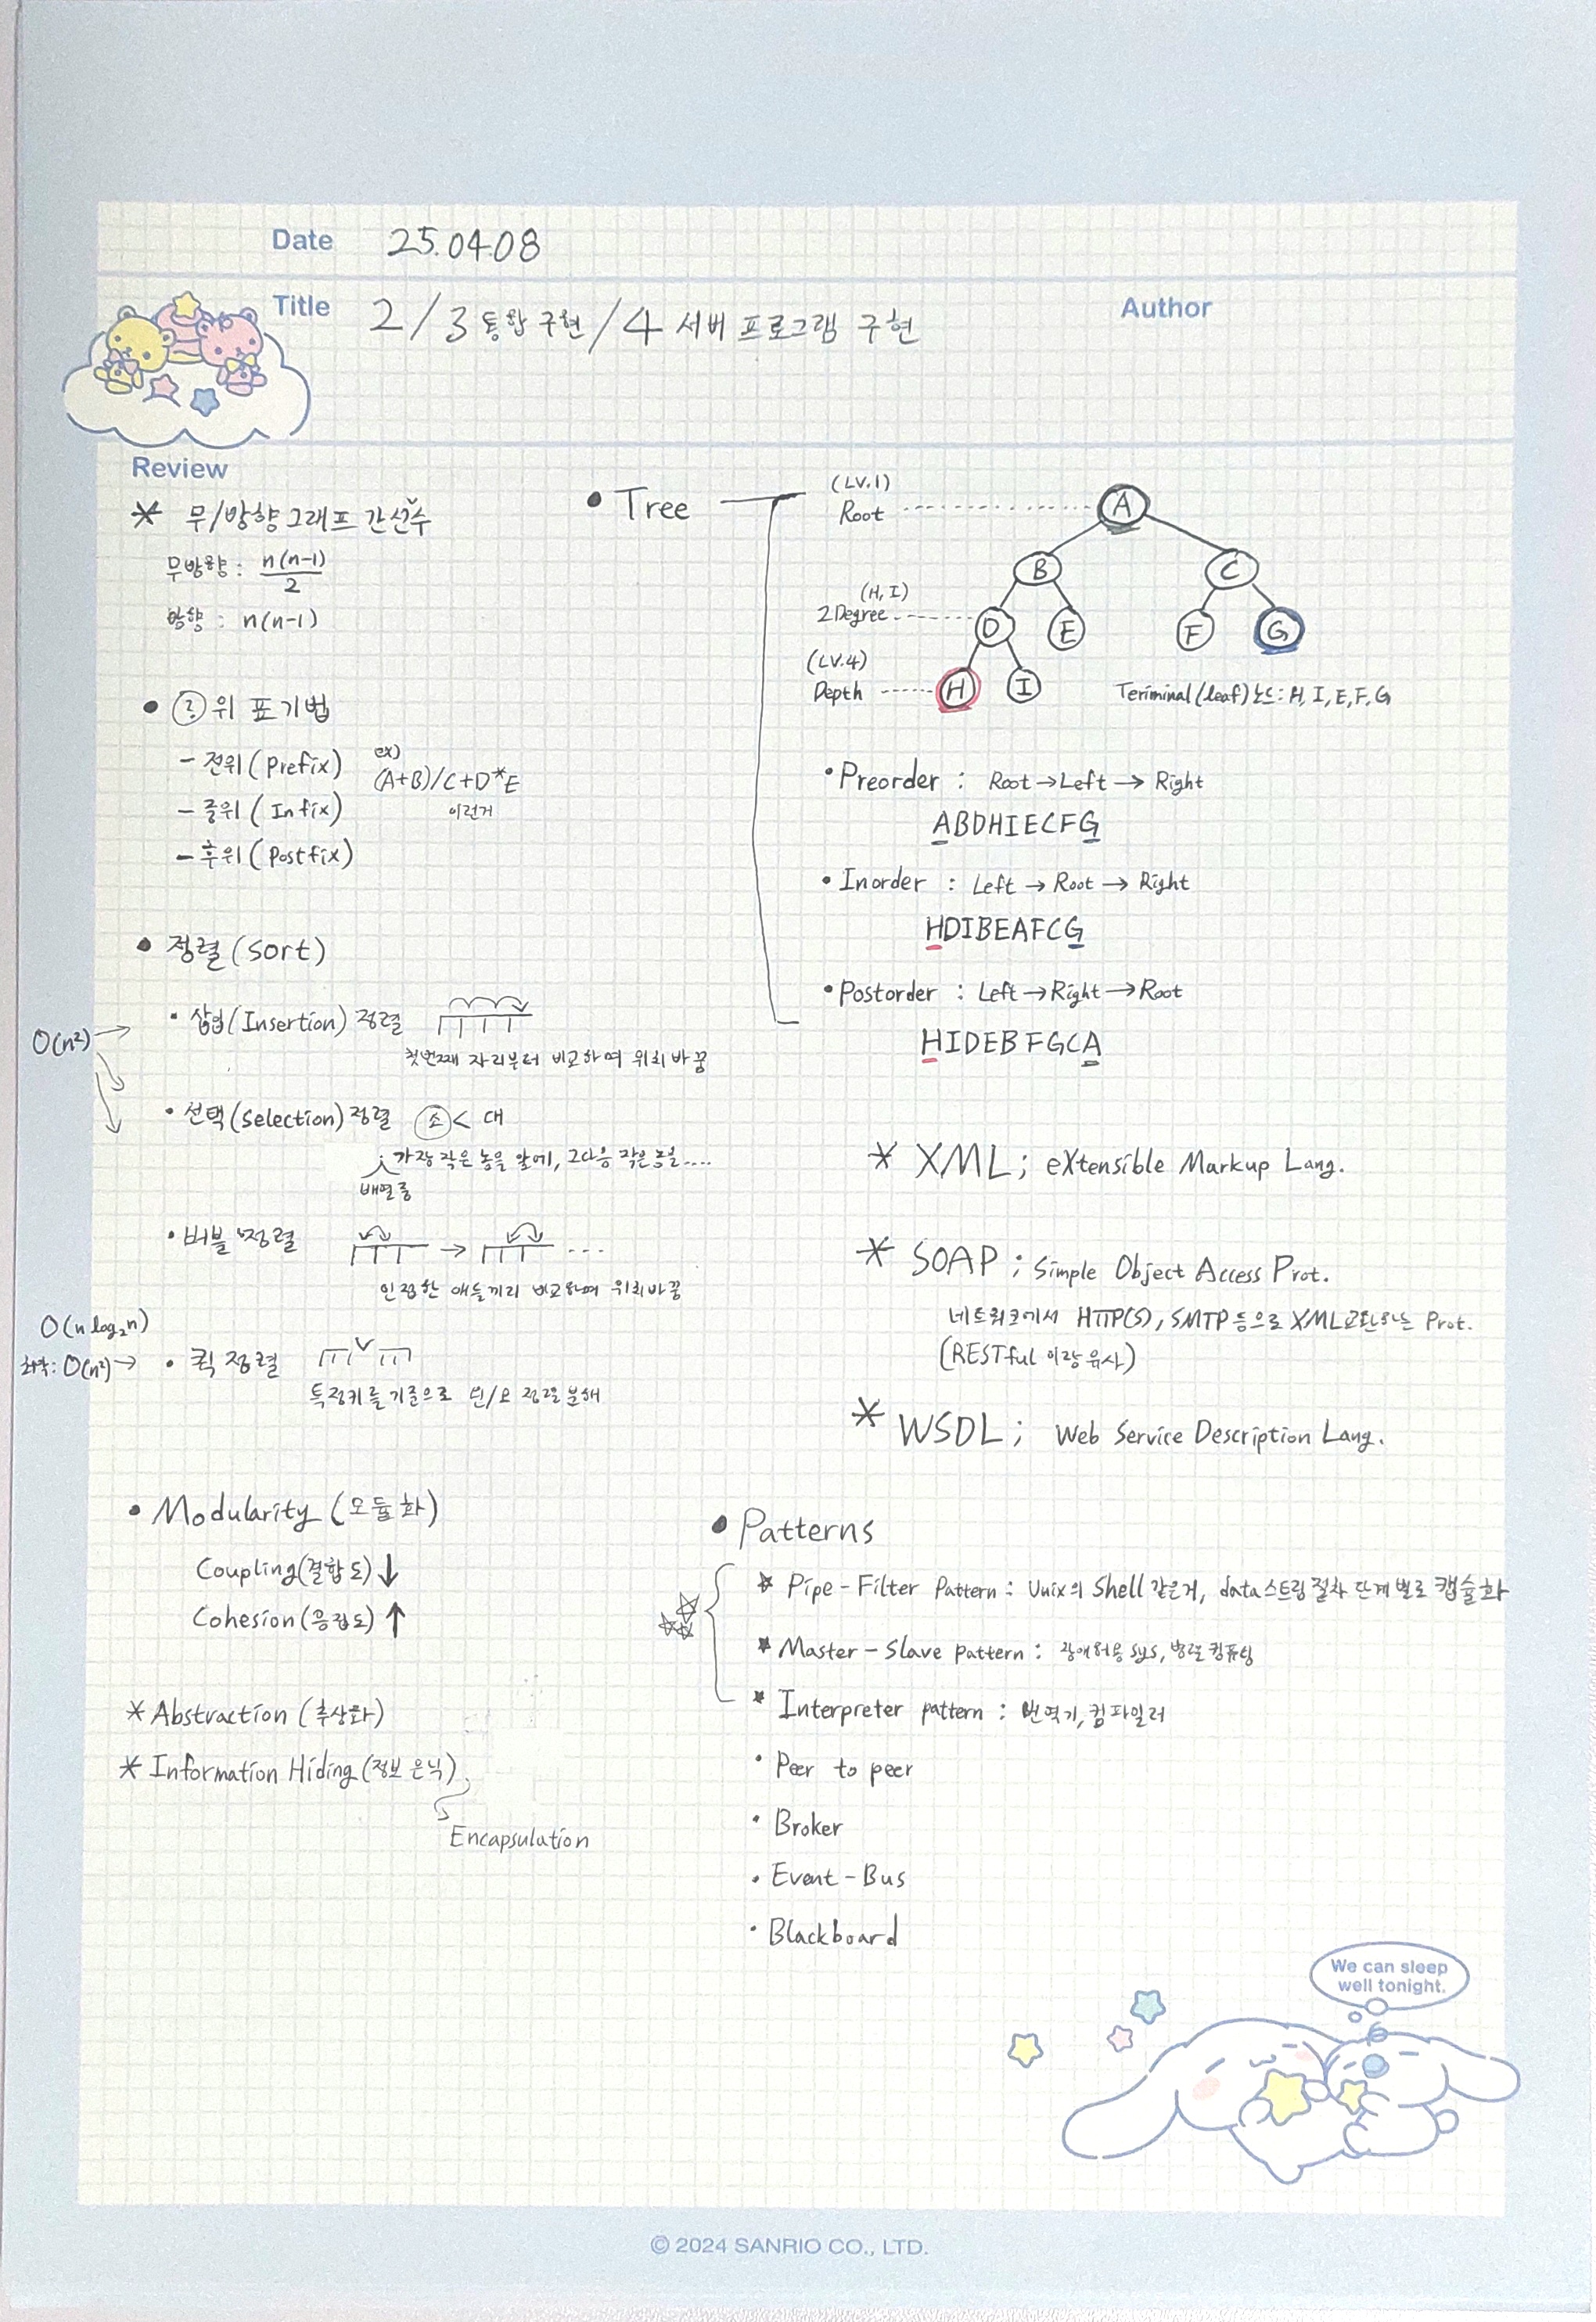 Date 25.04.08
Title 2/3 통합 구현/4 서버 프로그램 구현
Author
Review
* 무/방향 그래프 간선수
무방향 : n(n-1)/2
방향 : n(n-1)
• ?위 표기법
- 전위(Prefix)
ex)
(A+B)/C+D*E
- 중위(Infix)
이런거
- 후위(Postfix)
• 정렬(Sort)
O(n²)
• 삽입(Insertion) 정렬
첫번째 자리부터 비교하며 위치바꿈
• 선택(Selection) 정렬 소 < 대
가장 작은 놈을 앞에, 그다음 작은놈을....
배열중
• 버블 정렬
인접한 애들끼리 비교하며 위치바꿈
O(n log₂n)
최악: O(n²)
• 퀵 정렬
특정키를 기준으로 정렬 분해
• Modularity (모듈화)
Coupling(결합도) ↓
Cohesion(응집도) ↑
* Abstraction (추상화)
* Information Hiding (정보 은닉)
Encapsulation
• Tree
(LV.1)
Root
A
B
C
(H, I)
2Degree
D
E
F
G
(LV.4)
Depth
H
I
Teriminal(leaf) 노드: H, I, E, F, G
• Preorder : Root → Left → Right
ABDHIECFG
• Inorder : Left → Root → Right
HDIBEAFCG
• Postorder : Left → Right → Root
HIDEBFGCA
* XML ; eXtensible Markup Lang.
* SOAP ; Simple Object Access Prot.
네트워크에서 HTTP(S), SMTP 등으로 XML교환하는 Prot.
(RESTful 이랑 유사)
* WSDL ; Web Service Description Lang.
• Patterns
★ Pipe-Filter Pattern : Unix의 Shell 같은거, data스트림 절차 단계 별로 캡슐화
★ Master-Slave pattern : 장애허용 sys, 병렬 컴퓨팅
★ Interpreter pattern : 번역기, 컴파일러
• Peer to peer
• Broker
• Event-Bus
• Blackboard
We can sleep
well tonight.
© 2024 SANRIO CO., LTD.